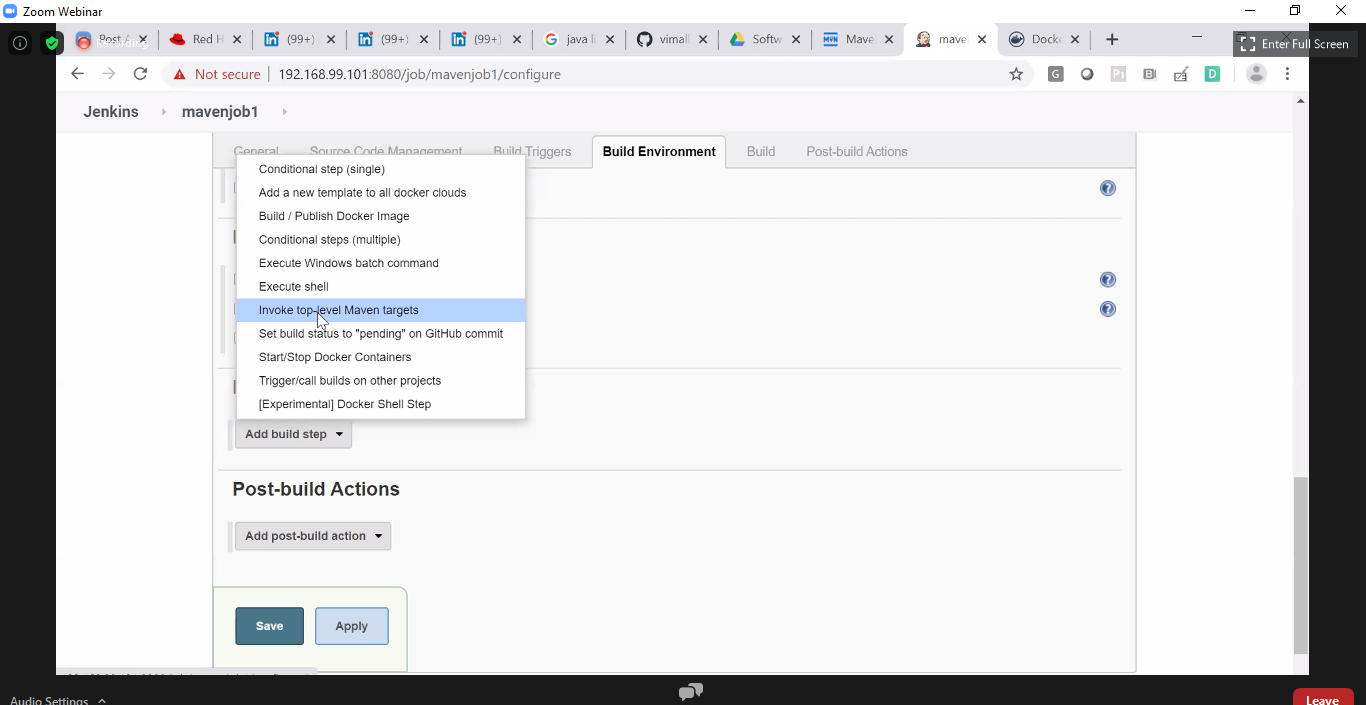 Zoom Webinar
Post A
Red H
(99+)
(99+)
(99+)
java li
vimall
Softw
Mave
mave
Docke
Recording
Enter Full Screen
Not secure
192.168.99.101:8080/job/mavenjob1/configure
Jenkins
mavenjob1
General
Source Code Management
Build Triggers
Build Environment
Build
Post-build Actions
Conditional step (single)
Add a new template to all docker clouds
Build / Publish Docker Image
Conditional steps (multiple)
Execute Windows batch command
Execute shell
Invoke top-level Maven targets
Set build status to "pending" on GitHub commit
Start/Stop Docker Containers
Trigger/call builds on other projects
[Experimental] Docker Shell Step
Add build step
Post-build Actions
Add post-build action
Save
Apply
Audio Settings
Leave